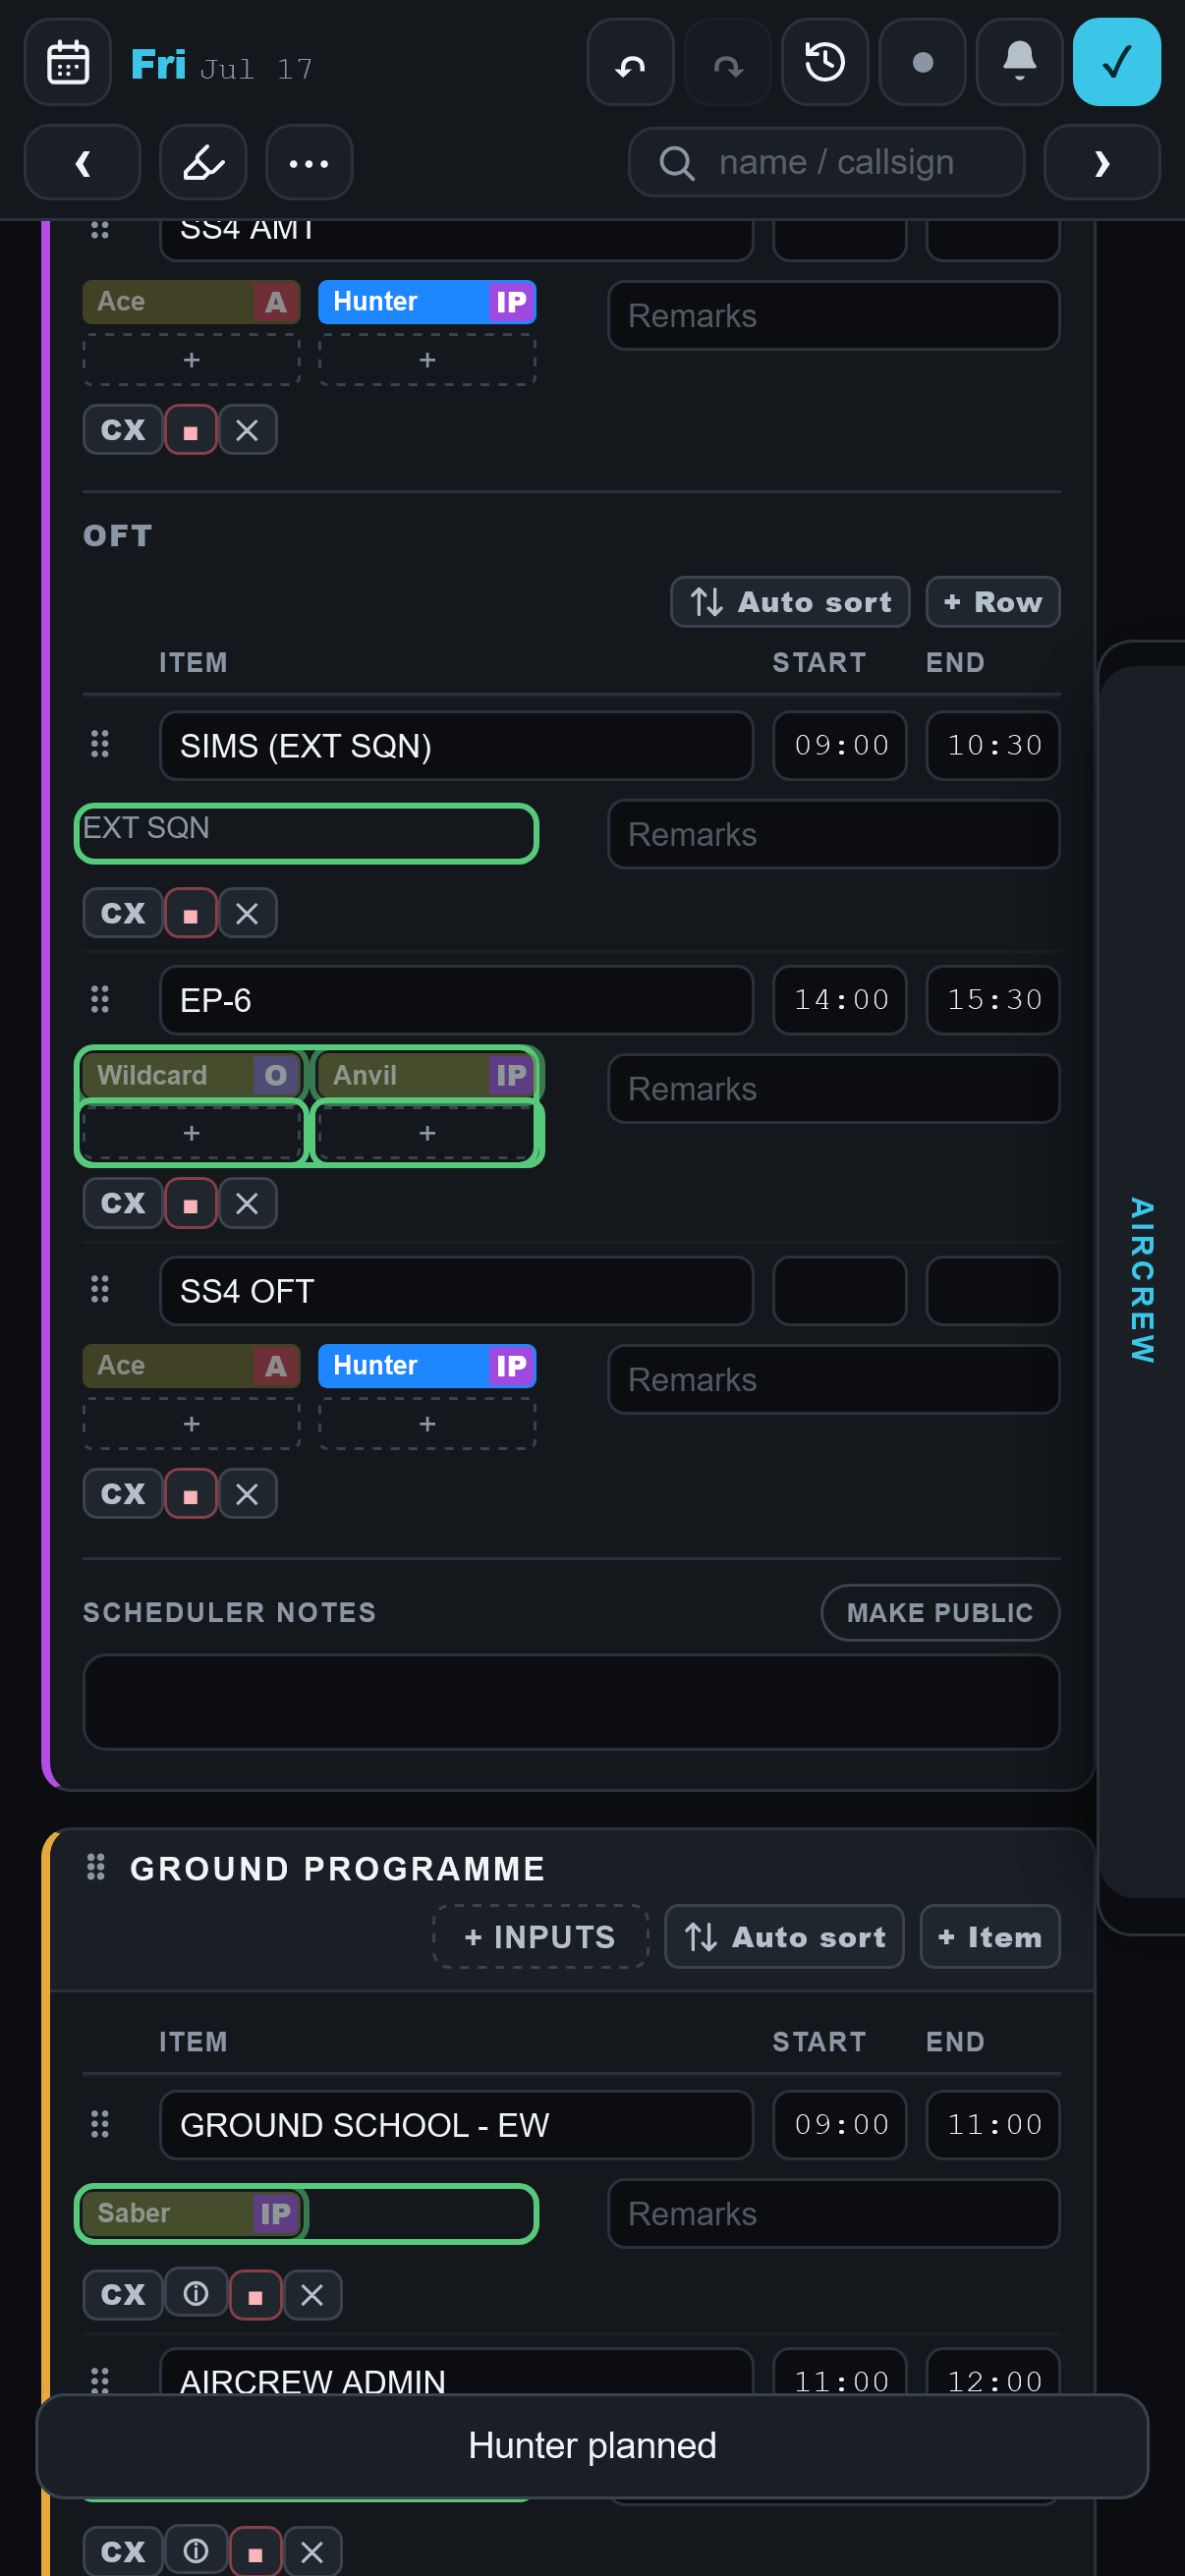 Fri Jul 17
name / callsign
SS4 AMT
Ace A Hunter IP
Remarks
+ +
CX
OFT
Auto sort + Row
ITEM START END
SIMS (EXT SQN) 09:00 10:30
EXT SQN Remarks
CX
EP-6 14:00 15:30
Wildcard O Anvil IP
Remarks
+ +
CX
SS4 OFT
Ace A Hunter IP
Remarks
+ +
CX
SCHEDULER NOTES MAKE PUBLIC
AIRCREW
GROUND PROGRAMME
+ INPUTS Auto sort + Item
ITEM START END
GROUND SCHOOL - EW 09:00 11:00
Saber IP Remarks
CX
AIRCREW ADMIN 11:00 12:00
Hunter planned
CX